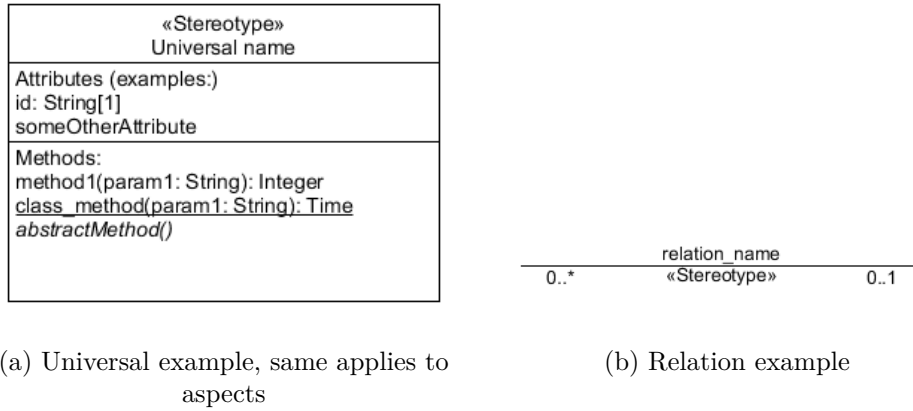 «Stereotype»
Universal name
Attributes (examples:)
id: String[1]
someOtherAttribute
Methods:
method1(param1: String): Integer
class_method(param1: String): Time
abstractMethod()
relation_name
0..* «Stereotype» 0..1
(a) Universal example, same applies to
aspects
(b) Relation example